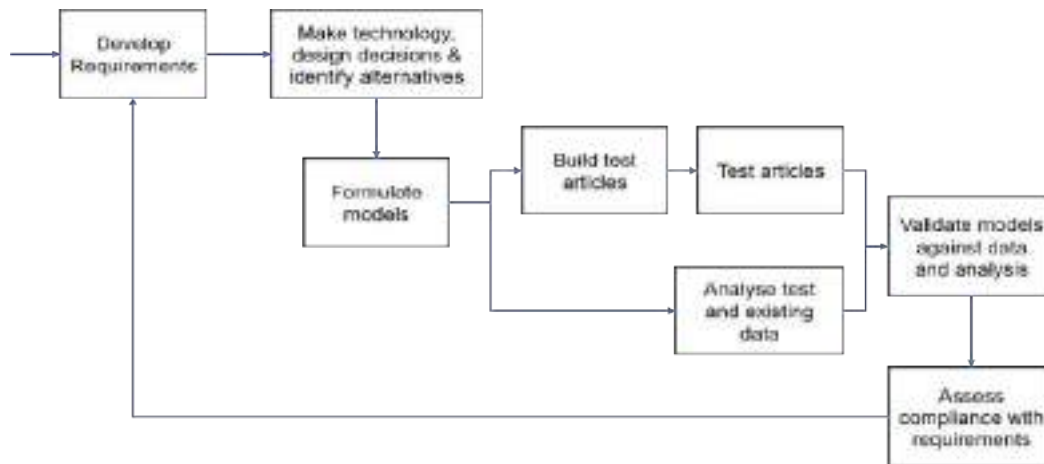 Develop
Requirements
Make technology,
design decisions &
identify alternatives
Formulate
models
Build test
articles
Test articles
Analyse test
and existing
data
Validate models
against data
and analysis
Assess
compliance with
requirements